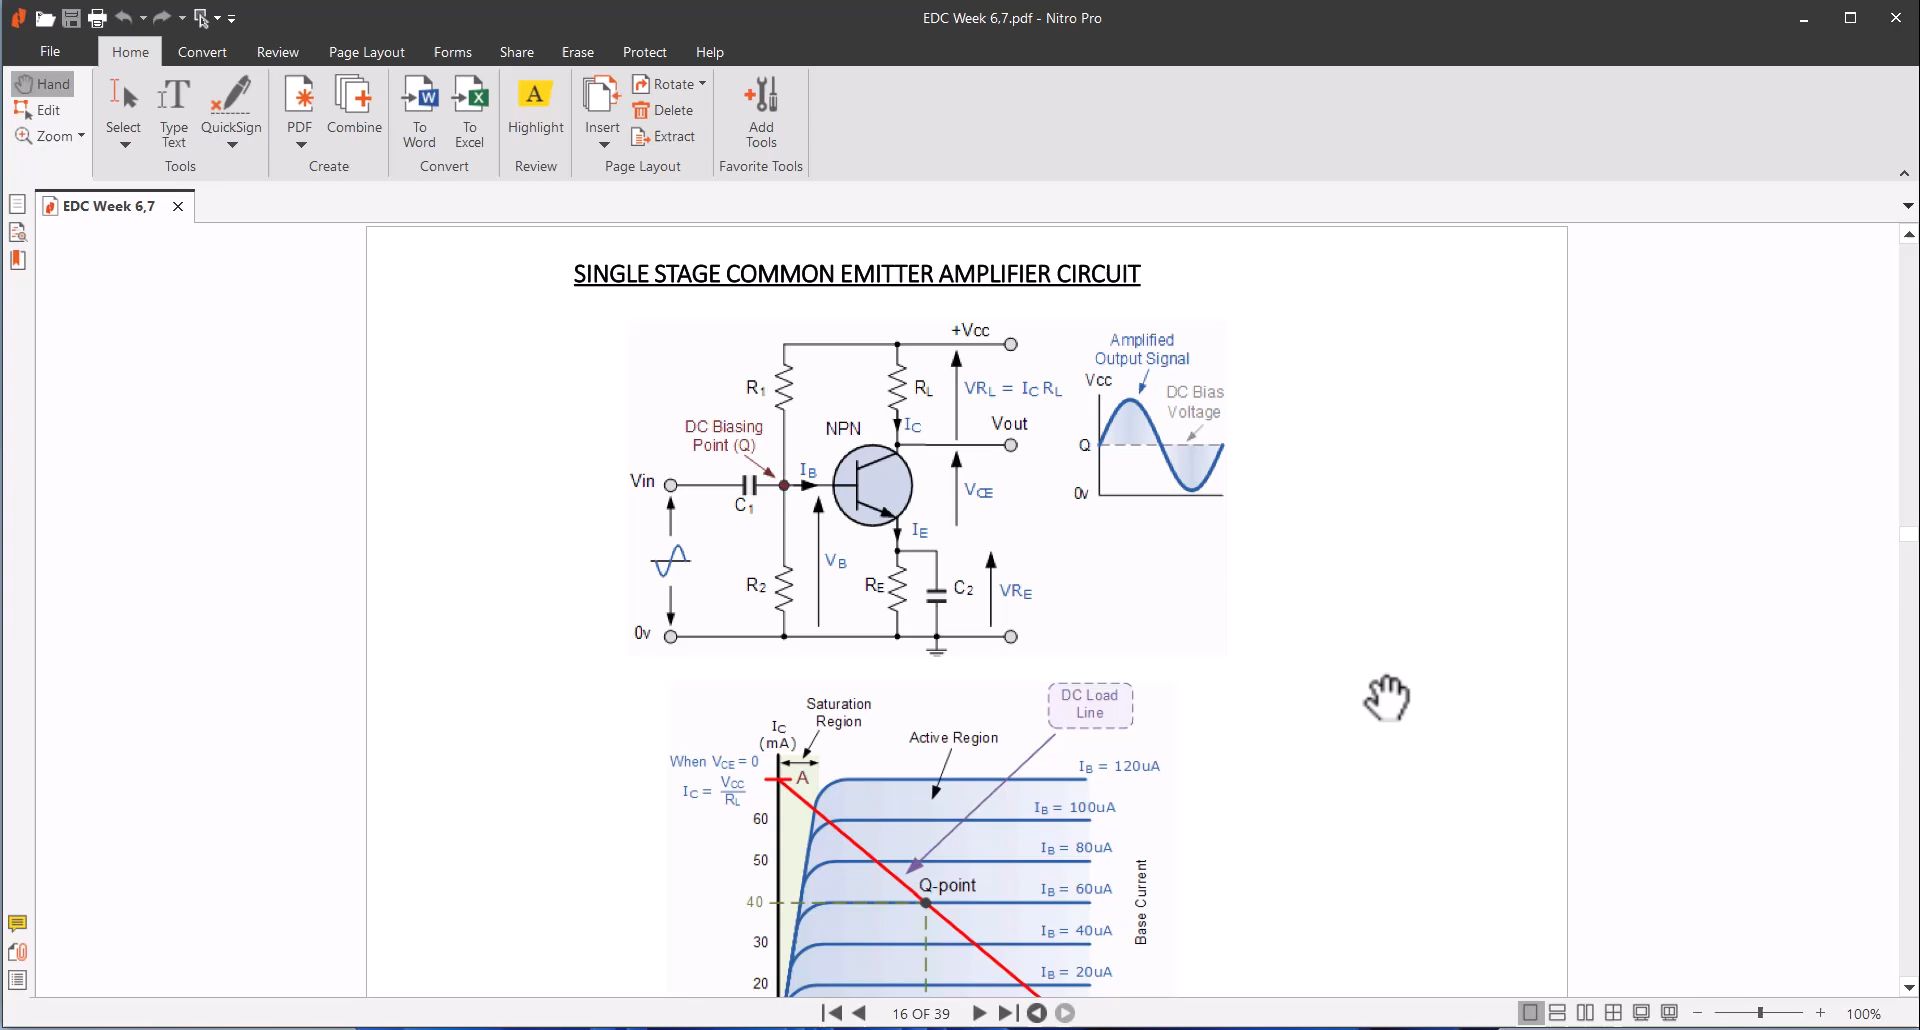 EDC Week 6,7.pdf - Nitro Pro
File Home Convert Review Page Layout Forms Share Erase Protect Help
Hand
Edit
Zoom
Select
Type
Text
QuickSign
Tools
PDF
Combine
Create
To
Word
To
Excel
Convert
A
Highlight
Review
Insert
Rotate
Delete
Extract
Page Layout
Add
Tools
Favorite Tools
EDC Week 6,7
SINGLE STAGE COMMON EMITTER AMPLIFIER CIRCUIT
+Vcc
R1
RL
VRL = IC RL
DC Biasing
Point (Q)
NPN
IC
Vout
Vin
IB
C1
VCE
IE
VB
R2
RE
C2
VRE
0v
Amplified
Output Signal
Vcc
DC Bias
Voltage
Q
0v
Saturation
Region
DC Load
Line
IC
(mA)
Active Region
When VCE = 0
IC = VCC
RL
A
IB = 120uA
60
IB = 100uA
50
IB = 80uA
Q-point
40
IB = 60uA
30
IB = 40uA
20
IB = 20uA
Base Current
16 OF 39
100%